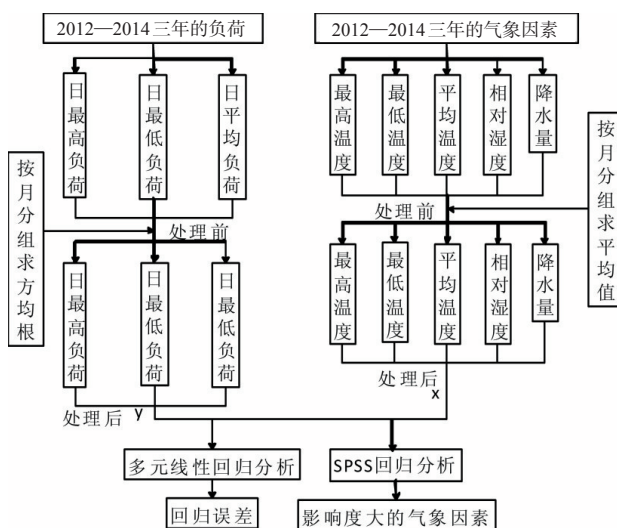 2012—2014三年的负荷
2012—2014三年的气象因素
日最高负荷
日最低负荷
日平均负荷
最高温度
最低温度
平均温度
相对湿度
降水量
按月分组求方均根
处理前
处理前
按月分组求平均值
日最高负荷
日最低负荷
日最低负荷
最高温度
最低温度
平均温度
相对湿度
降水量
处理后
y
处理后
x
多元线性回归分析
SPSS回归分析
回归误差
影响度大的气象因素